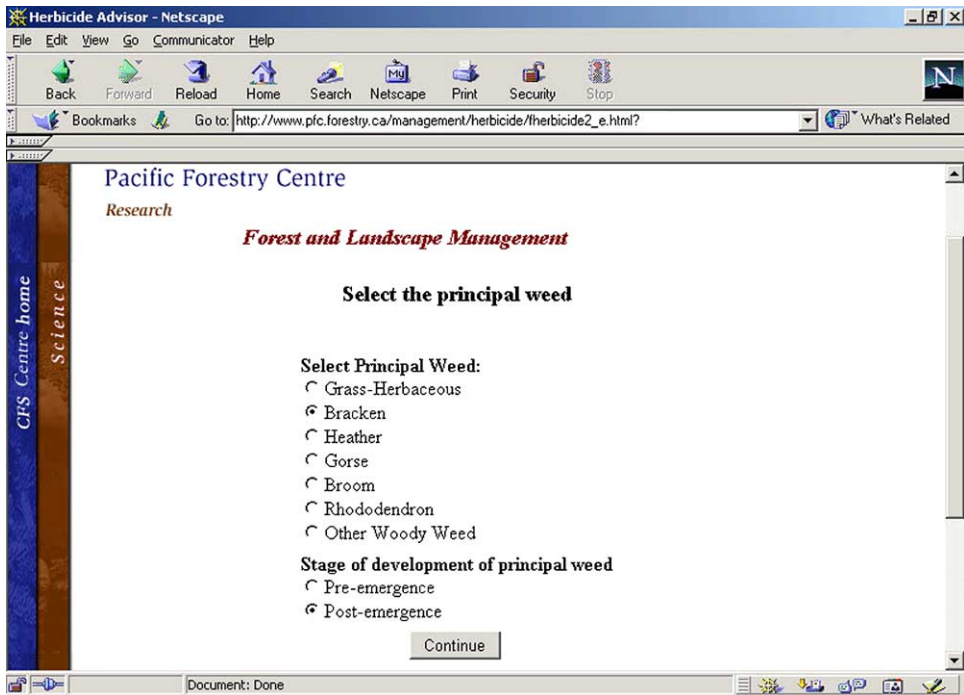 Herbicide Advisor - Netscape
File Edit View Go Communicator Help
Back Forward Reload Home Search Netscape Print Security Stop
My
N
Bookmarks Go to: http://www.pfc.forestry.ca/management/herbicide/fherbicide2_e.html? What's Related
Pacific Forestry Centre
Research
Forest and Landscape Management
Select the principal weed
CFS Centre home
Science
Select Principal Weed:
Grass-Herbaceous
Bracken
Heather
Gorse
Broom
Rhododendron
Other Woody Weed
Stage of development of principal weed
Pre-emergence
Post-emergence
Continue
Document: Done